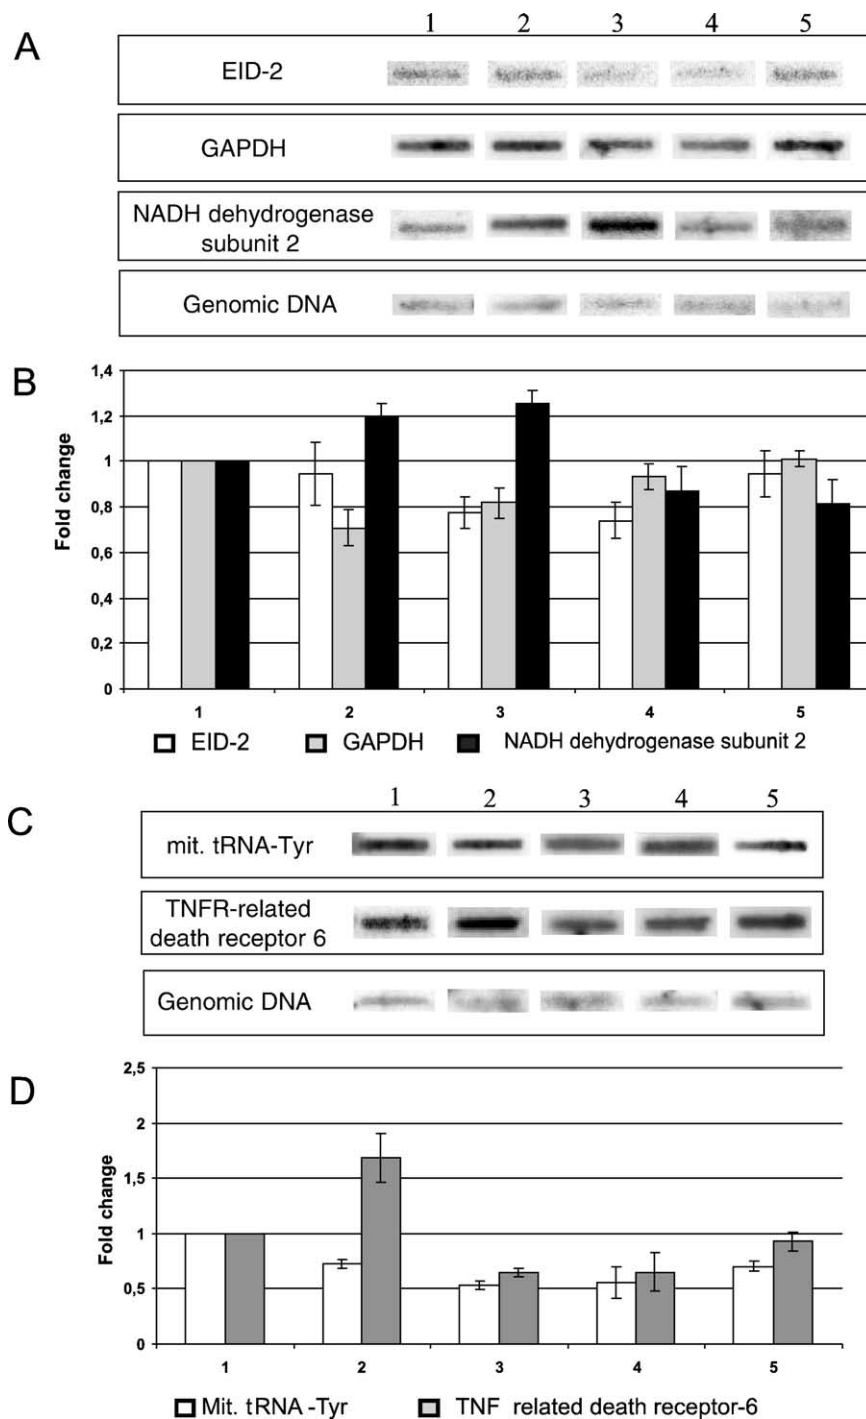 A
1 2 3 4 5
EID-2
GAPDH
NADH dehydrogenase
subunit 2
Genomic DNA
B
Fold change
1,4
1,2
1
0,8
0,6
0,4
0,2
0
1 2 3 4 5
EID-2 GAPDH NADH dehydrogenase subunit 2
C
1 2 3 4 5
mit. tRNA-Tyr
TNFR-related
death receptor 6
Genomic DNA
D
Fold change
2,5
2
1,5
1
0,5
0
1 2 3 4 5
Mit. tRNA -Tyr TNF related death receptor-6